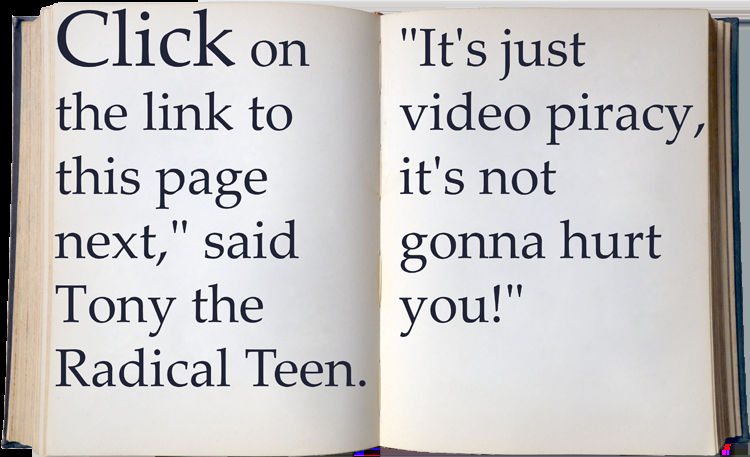 Click on
the link to
this page
next," said
Tony the
Radical Teen.
"It's just
video piracy,
it's not
gonna hurt
you!"